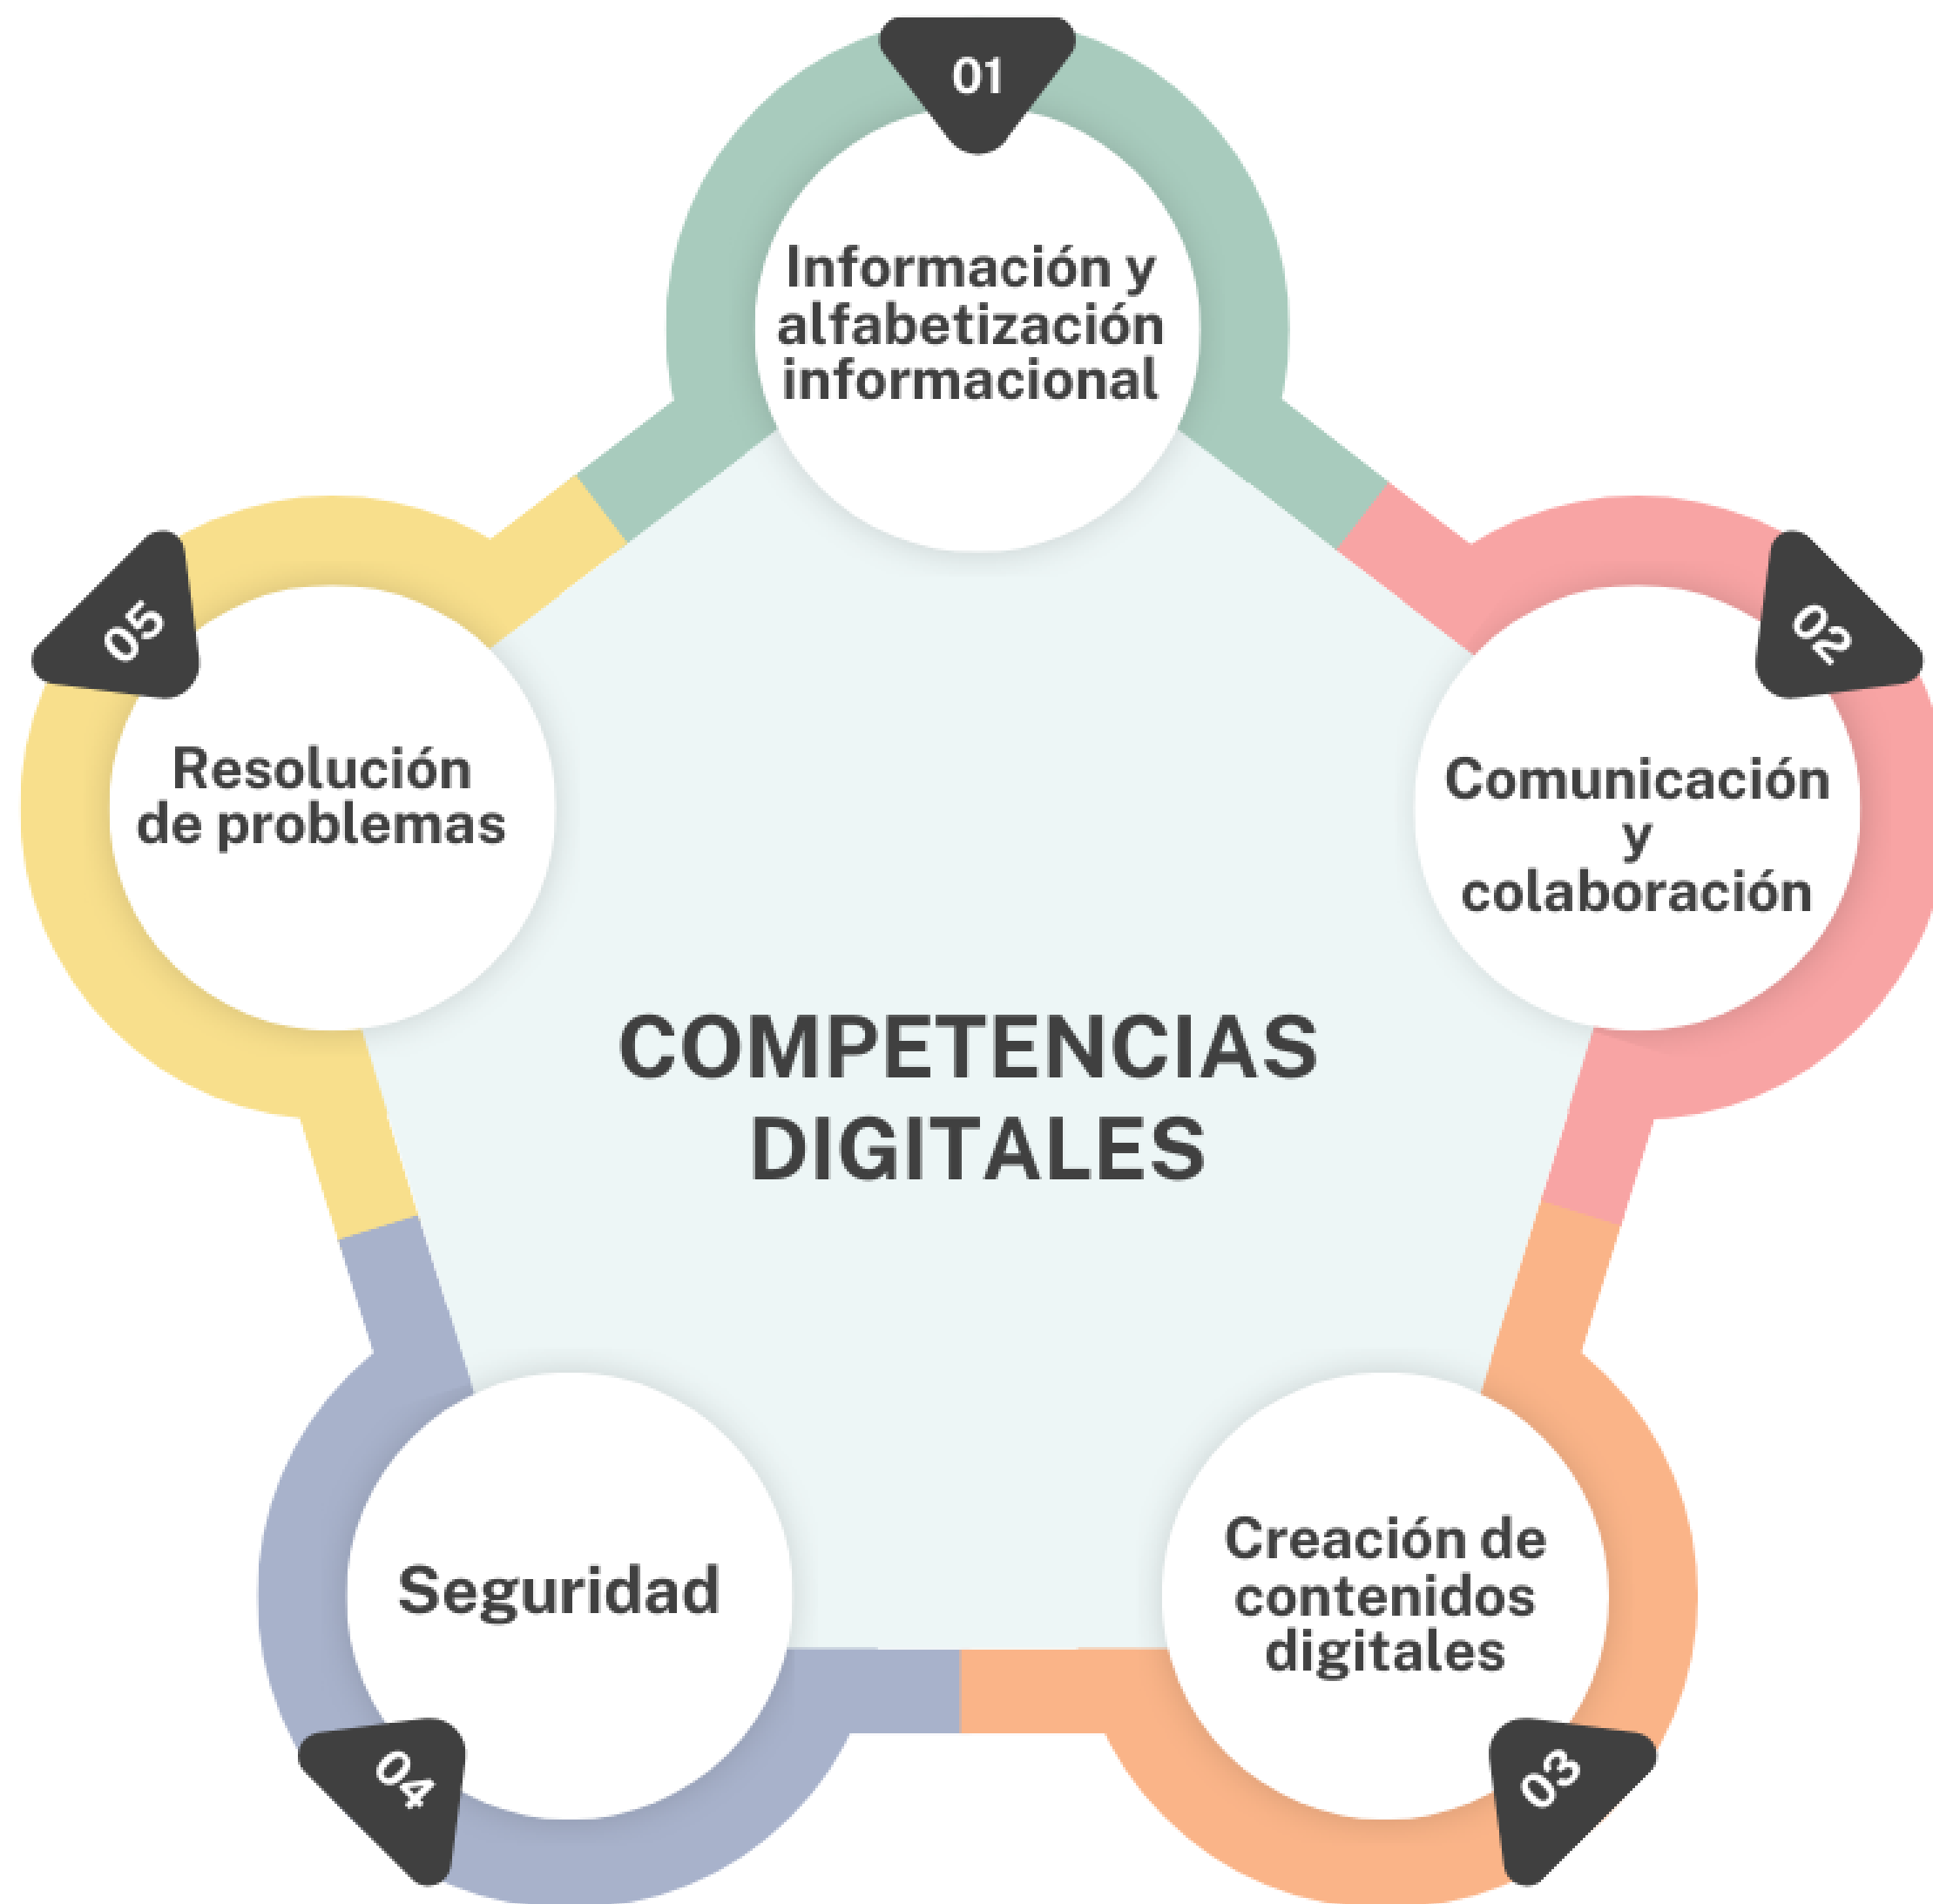 01
Información y
alfabetización
informacional
02
Comunicación
y
colaboración
03
Creación de
contenidos
digitales
04
Seguridad
05
Resolución
de problemas
COMPETENCIAS
DIGITALES